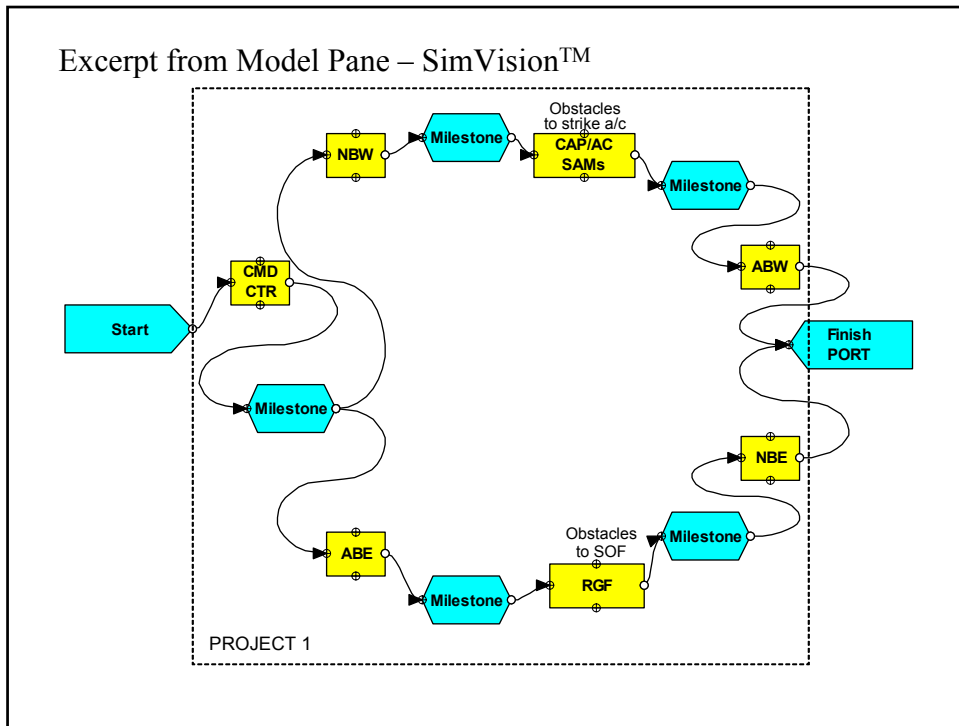 Excerpt from Model Pane – SimVision™
Obstacles
to strike a/c
NBW
Milestone
CAP/AC
SAMs
Milestone
CMD
CTR
ABW
Start
Finish
PORT
Milestone
NBE
Obstacles
to SOF
Milestone
ABE
Milestone
RGF
PROJECT 1